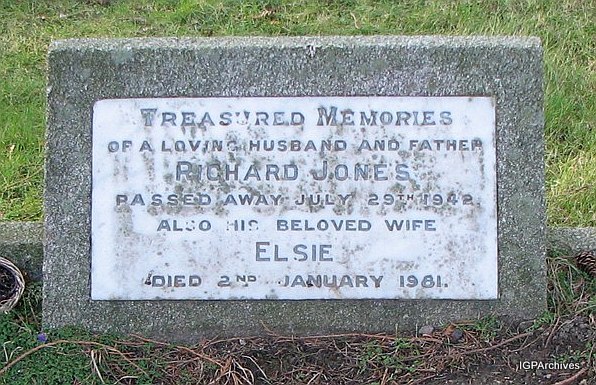 TREASURED MEMORIES
OF A LOVING HUSBAND AND FATHER
RICHARD JONES
PASSED AWAY JULY 29TH 1942.
ALSO HIS BELOVED WIFE
ELSIE
DIED 2ND JANUARY 1981.
IGPArchives